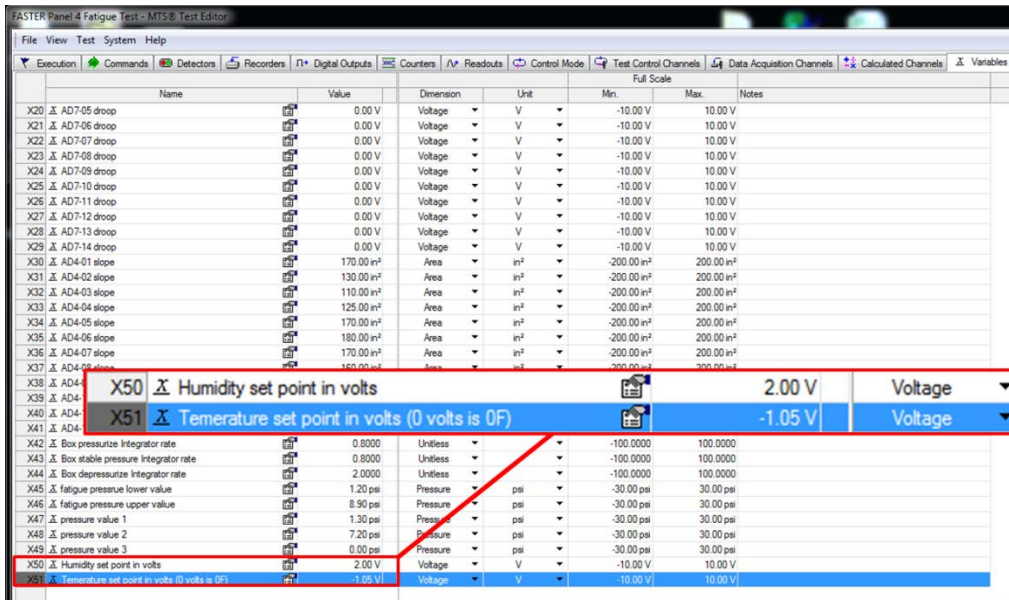 FASTER Panel 4 Fatigue Test - MTS® Test Editor
File View Test System Help
Execution Commands Detectors Recorders Digital Outputs Counters Readouts Control Mode Test Control Channels Data Acquisition Channels Calculated Channels Variables
Full Scale
Name Value Dimension Unit Min. Max. Notes
X20 AD7-05 droop 0.00 V Voltage V -10.00 V 10.00 V
X21 AD7-06 droop 0.00 V Voltage V -10.00 V 10.00 V
X22 AD7-07 droop 0.00 V Voltage V -10.00 V 10.00 V
X23 AD7-08 droop 0.00 V Voltage V -10.00 V 10.00 V
X24 AD7-09 droop 0.00 V Voltage V -10.00 V 10.00 V
X25 AD7-10 droop 0.00 V Voltage V -10.00 V 10.00 V
X26 AD7-11 droop 0.00 V Voltage V -10.00 V 10.00 V
X27 AD7-12 droop 0.00 V Voltage V -10.00 V 10.00 V
X28 AD7-13 droop 0.00 V Voltage V -10.00 V 10.00 V
X29 AD7-14 droop 0.00 V Voltage V -10.00 V 10.00 V
X30 AD4-01 slope 170.00 in² Area in² -200.00 in² 200.00 in²
X31 AD4-02 slope 130.00 in² Area in² -200.00 in² 200.00 in²
X32 AD4-03 slope 110.00 in² Area in² -200.00 in² 200.00 in²
X33 AD4-04 slope 125.00 in² Area in² -200.00 in² 200.00 in²
X34 AD4-05 slope 170.00 in² Area in² -200.00 in² 200.00 in²
X35 AD4-06 slope 180.00 in² Area in² -200.00 in² 200.00 in²
X36 AD4-07 slope 170.00 in² Area in² -200.00 in² 200.00 in²
X37 AD4-08 slope 160.00 in² Area in² -200.00 in² 200.00 in²
X38
X39
X40
X41
X50 Humidity set point in volts 2.00 V Voltage
X51 Temerature set point in volts (0 volts is 0F) -1.05 V Voltage
X42 Box pressurize Integrator rate 0.8000 Unitless -100.0000 100.0000
X43 Box stable pressure Integrator rate 0.8000 Unitless -100.0000 100.0000
X44 Box depressurize Integrator rate 2.0000 Unitless -100.0000 100.0000
X45 fatigue pressrue lower value 1.20 psi Pressure psi -30.00 psi 30.00 psi
X46 fatigue pressure upper valiue 8.90 psi Pressure psi -30.00 psi 30.00 psi
X47 pressure value 1 1.30 psi Pressure psi -30.00 psi 30.00 psi
X48 pressure value 2 7.20 psi Pressure psi -30.00 psi 30.00 psi
X49 pressure value 3 0.00 psi Pressure psi -30.00 psi 30.00 psi
X50 Humidity set point in volts 2.00 V Voltage V -10.00 V 10.00 V
X51 Temerature set point in volts (0 volts is 0F) -1.05 V Voltage V -10.00 V 10.00 V